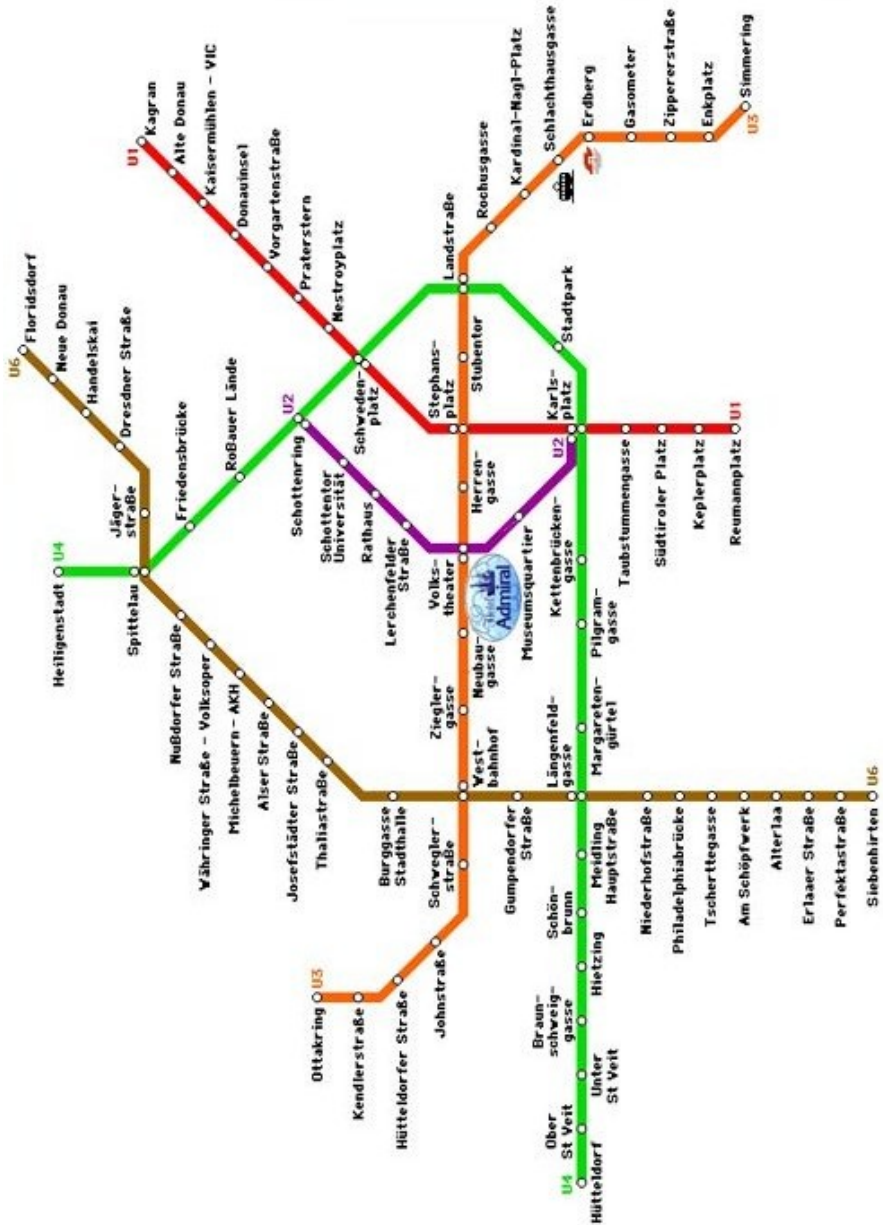 U6
Floridsdorf
Neue Donau
Handelskai
Dresdner Straße
Jäger-
straße
U4
Heiligenstadt
Spittelau
Friedensbrücke
Roßauer Lände
U2
Schottenring
Schweden-
platz
U1
Kagran
Alte Donau
Kaisermühlen - VIC
Donauinsel
Vorgartenstraße
Praterstern
Nestroyplatz
Nußdorfer Straße
Währinger Straße - Volksoper
Michelbeuern - AKH
Alser Straße
Josefstädter Straße
Thaliastraße
Burggasse
Stadthalle
Schottentor
Universität
Rathaus
Lerchenfelder
Straße
U3
Ottakring
Kendlerstraße
Hütteldorfer Straße
Johnstraße
Schwegler-
straße
West-
bahnhof
Ziegler-
gasse
Neubau-
gasse
Volks-
theater
Herren-
gasse
Stephans-
platz
Stubentor
Landstraße
Rochusgasse
Kardinal-Nagl-Platz
Schlachthausgasse
Erdberg
Gasometer
Zippererstraße
Enkplatz
Simmering
U3
Admiral
Museumsquartier
U2
Gumpendorfer
Straße
U4
Hütteldorf
Ober
St Veit
Unter
St Veit
Braun-
schweig-
gasse
Hietzing
Schön-
brunn
Meidling
Hauptstraße
Längenfeld-
gasse
Margareten-
gürtel
Pilgram-
gasse
Kettenbrücken-
gasse
Karls-
platz
Stadtpark
Niederhofstraße
Philadelphiabrücke
Tscherttegasse
Am Schöpfwerk
Alterlaa
Erlaaer Straße
Perfektastraße
Siebenhirten
U6
Taubstummengasse
Südtiroler Platz
Keplerplatz
Reumannplatz
U1